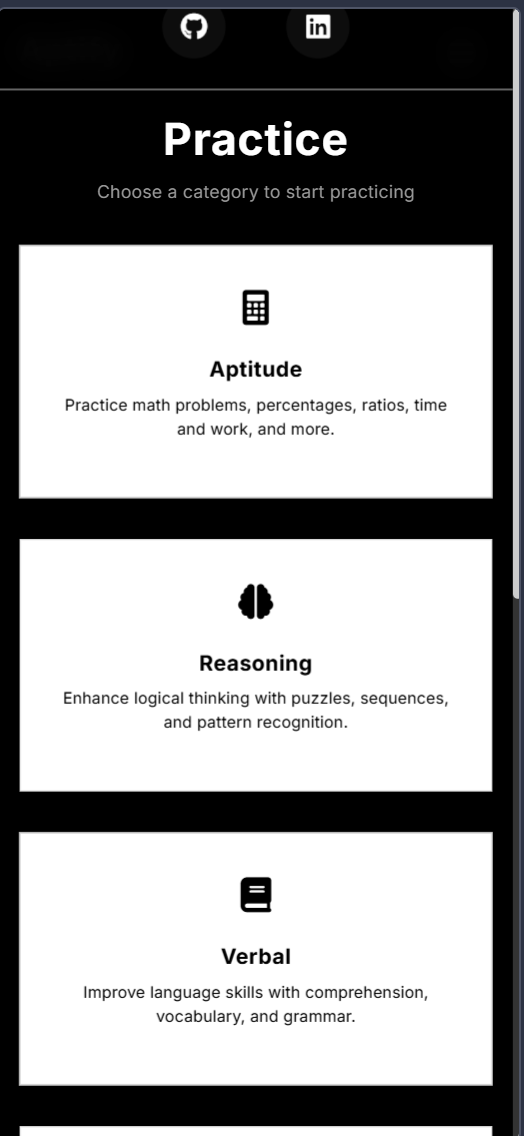 in
Practice
Choose a category to start practicing
Aptitude
Practice math problems, percentages, ratios, time
and work, and more.
Reasoning
Enhance logical thinking with puzzles, sequences,
and pattern recognition.
Verbal
Improve language skills with comprehension,
vocabulary, and grammar.